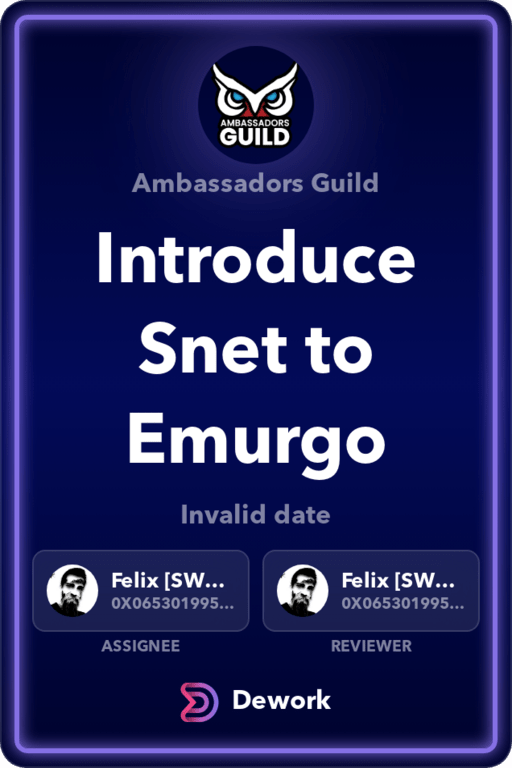 AMBASSADORS
GUILD
Ambassadors Guild
Introduce
Snet to
Emurgo
Invalid date
Felix [SW... Felix [SW...
0X065301995... 0X065301995...
ASSIGNEE REVIEWER
Dework